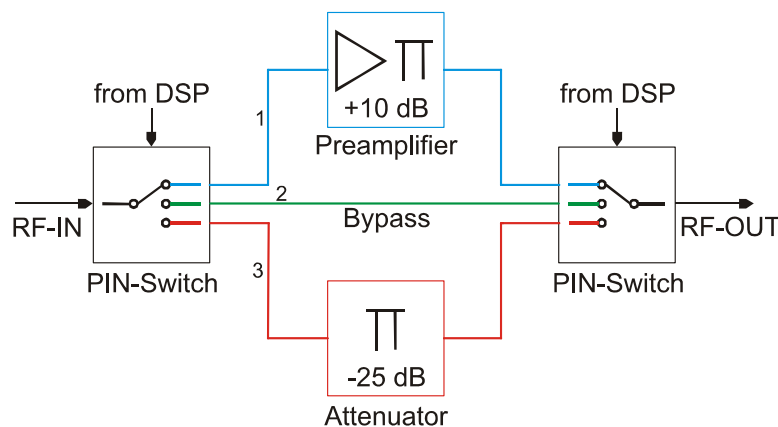 +10 dB
Preamplifier
from DSP
from DSP
1
2
RF-IN
Bypass
RF-OUT
3
PIN-Switch
PIN-Switch
-25 dB
Attenuator